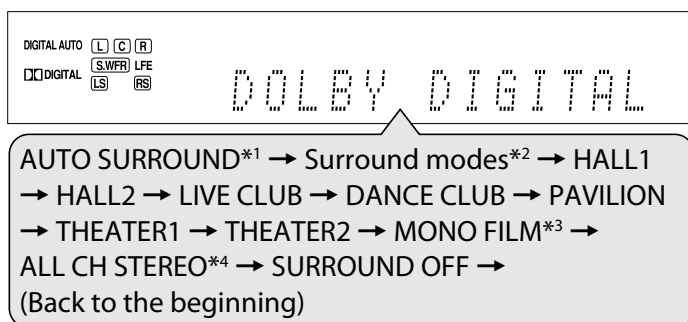 DIGITAL AUTO L C R
DIGITAL S.WFR LFE
LS RS
DOLBY DIGITAL
AUTO SURROUND*1 → Surround modes*2 → HALL1
→ HALL2 → LIVE CLUB → DANCE CLUB → PAVILION
→ THEATER1 → THEATER2 → MONO FILM*3 →
ALL CH STEREO*4 → SURROUND OFF →
(Back to the beginning)